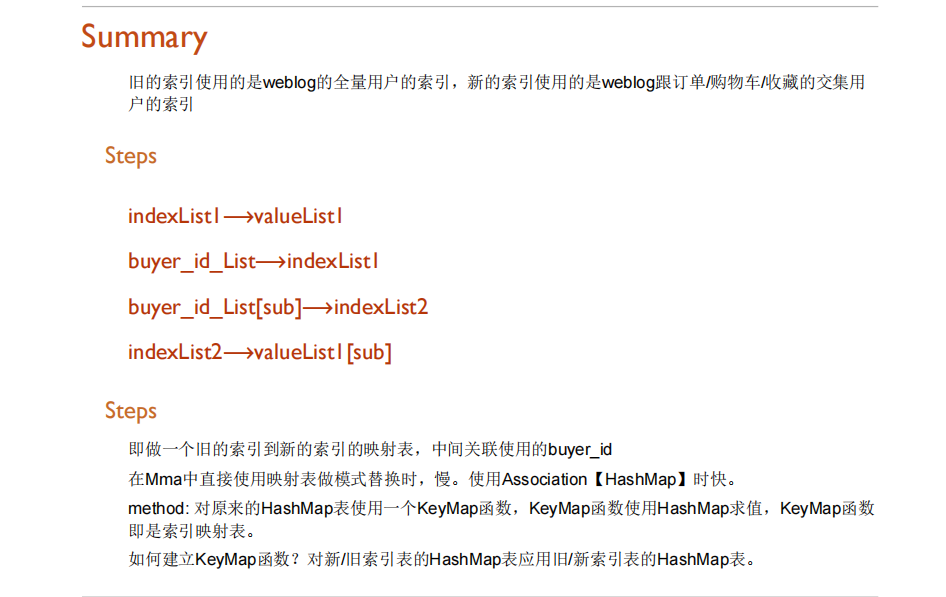 Summary
旧的索引使用的是weblog的全量用户的索引，新的索引使用的是weblog跟订单/购物车/收藏的交集用
户的索引
Steps
indexList1⟶valueList1
buyer_id_List⟶indexList1
buyer_id_List[sub]⟶indexList2
indexList2⟶valueList1[sub]
Steps
即做一个旧的索引到新的索引的映射表，中间关联使用的buyer_id
在Mma中直接使用映射表做模式替换时，慢。使用Association【HashMap】时快。
method: 对原来的HashMap表使用一个KeyMap函数，KeyMap函数使用HashMap求值，KeyMap函数
即是索引映射表。
如何建立KeyMap函数？对新/旧索引表的HashMap表应用旧/新索引表的HashMap表。